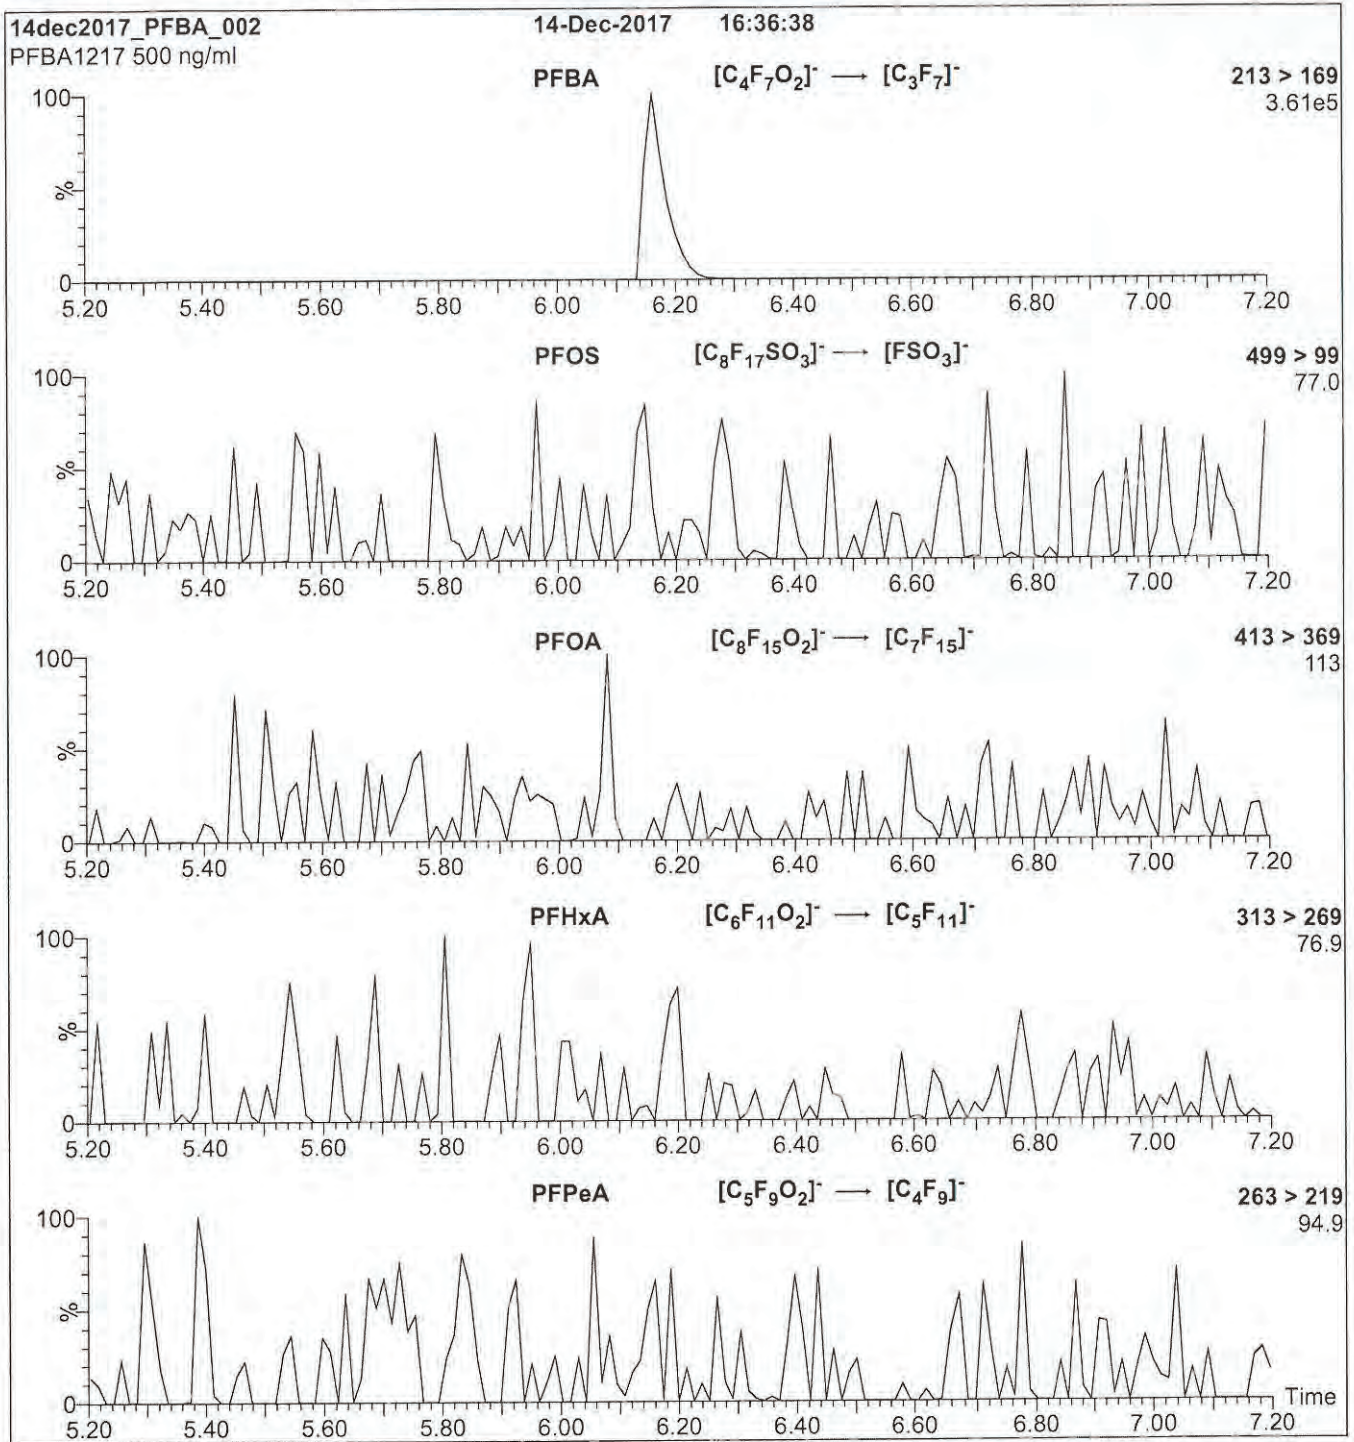 14dec2017_PFBA_002 14-Dec-2017 16:36:38
PFBA1217 500 ng/ml
PFBA [C₄F₇O₂]⁻ → [C₃F₇]⁻ 213 > 169
3.61e5
100
%
0
5.20 5.40 5.60 5.80 6.00 6.20 6.40 6.60 6.80 7.00 7.20
PFOS [C₈F₁₇SO₃]⁻ → [FSO₃]⁻ 499 > 99
77.0
100
%
0
5.20 5.40 5.60 5.80 6.00 6.20 6.40 6.60 6.80 7.00 7.20
PFOA [C₈F₁₅O₂]⁻ → [C₇F₁₅]⁻ 413 > 369
113
100
%
0
5.20 5.40 5.60 5.80 6.00 6.20 6.40 6.60 6.80 7.00 7.20
PFHxA [C₆F₁₁O₂]⁻ → [C₅F₁₁]⁻ 313 > 269
76.9
100
%
0
5.20 5.40 5.60 5.80 6.00 6.20 6.40 6.60 6.80 7.00 7.20
PFPeA [C₅F₉O₂]⁻ → [C₄F₉]⁻ 263 > 219
94.9
100
%
0 Time
5.20 5.40 5.60 5.80 6.00 6.20 6.40 6.60 6.80 7.00 7.20